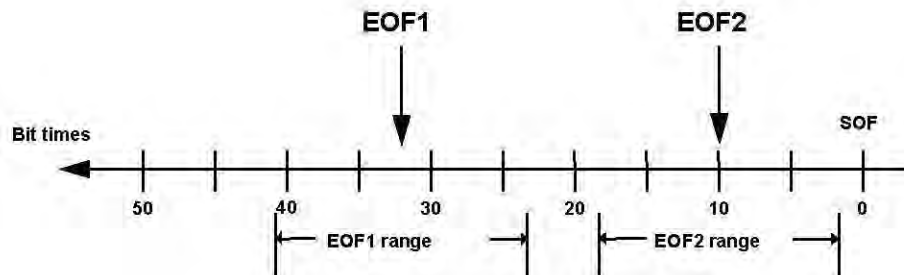 EOF1 EOF2
Bit times SOF
50 40 30 20 10 0
EOF1 range EOF2 range